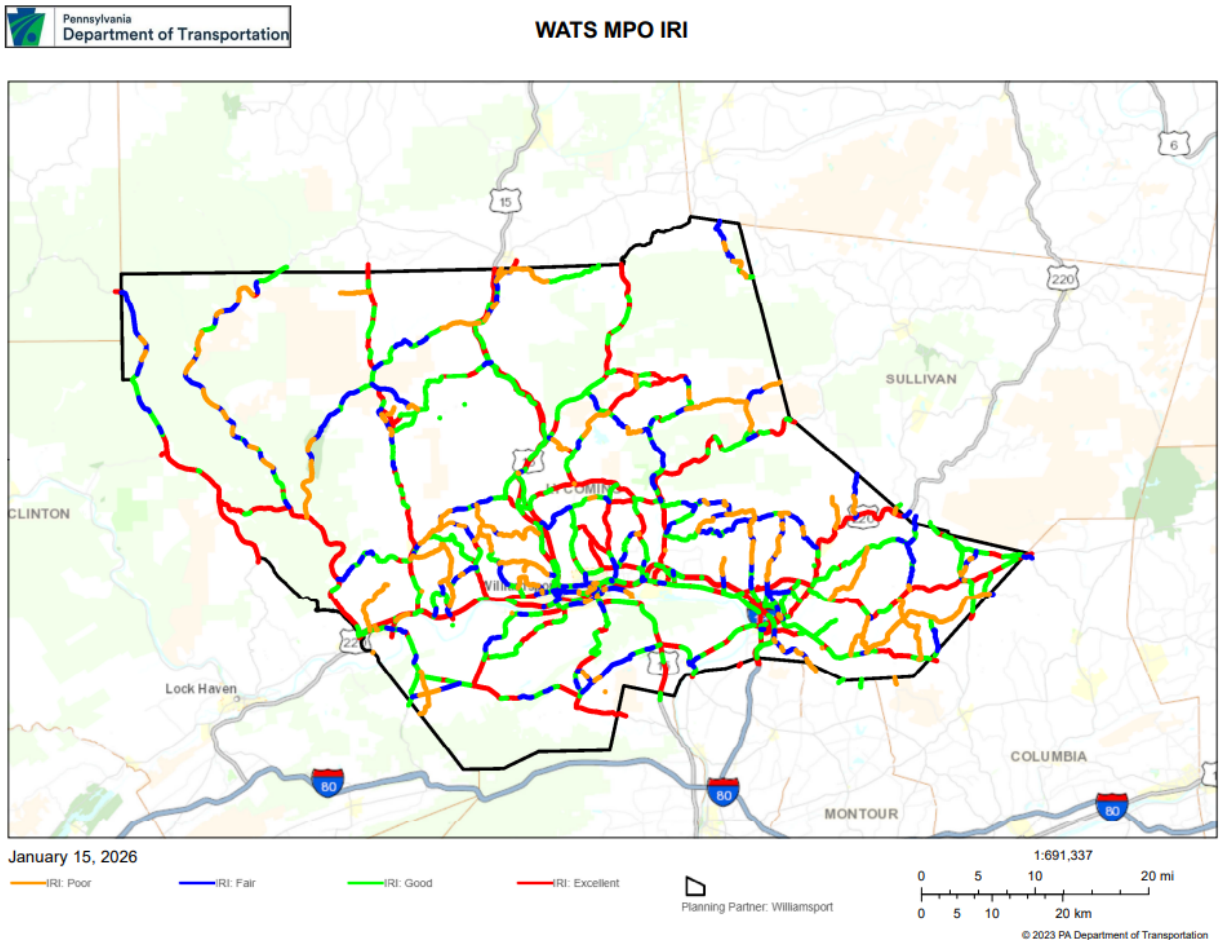 Pennsylvania
Department of Transportation
WATS MPO IRI
6
15
220
SULLIVAN
LYCOMING
CLINTON
Lock Haven
COLUMBIA
MONTOUR
80
80
80
January 15, 2026
1:691,337
IRI: Poor
IRI: Fair
IRI: Good
IRI: Excellent
Planning Partner: Williamsport
0 5 10 20 mi
0 5 10 20 km
© 2023 PA Department of Transportation